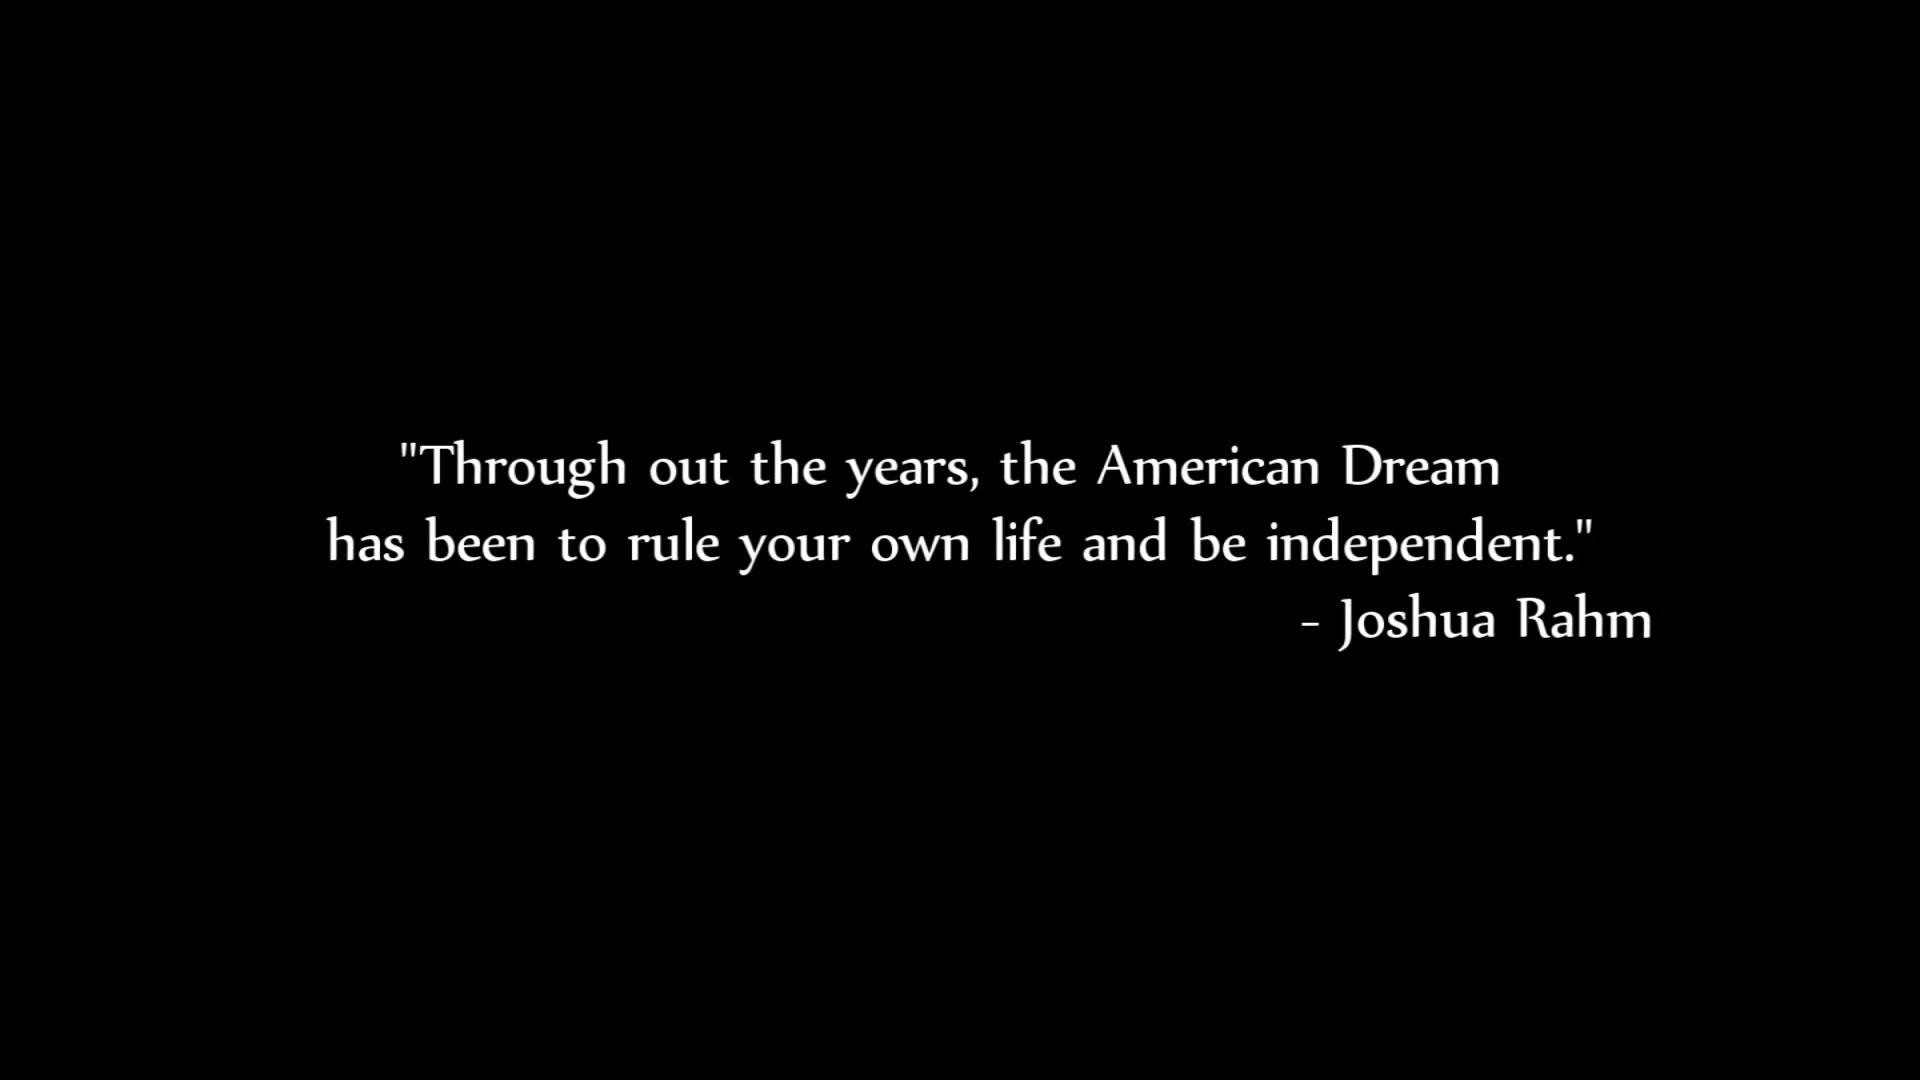 "Through out the years, the American Dream
has been to rule your own life and be independent."
- Joshua Rahm